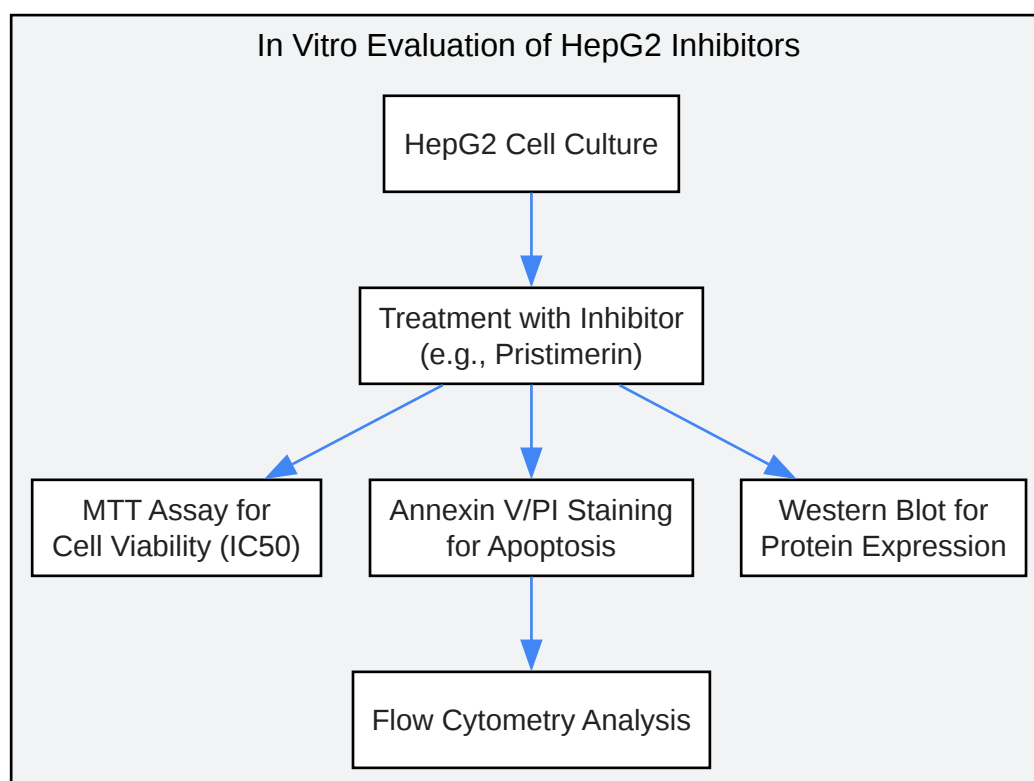 In Vitro Evaluation of HepG2 Inhibitors
HepG2 Cell Culture
Treatment with Inhibitor
(e.g., Pristimerin)
MTT Assay for
Cell Viability (IC50)
Annexin V/PI Staining
for Apoptosis
Western Blot for
Protein Expression
Flow Cytometry Analysis